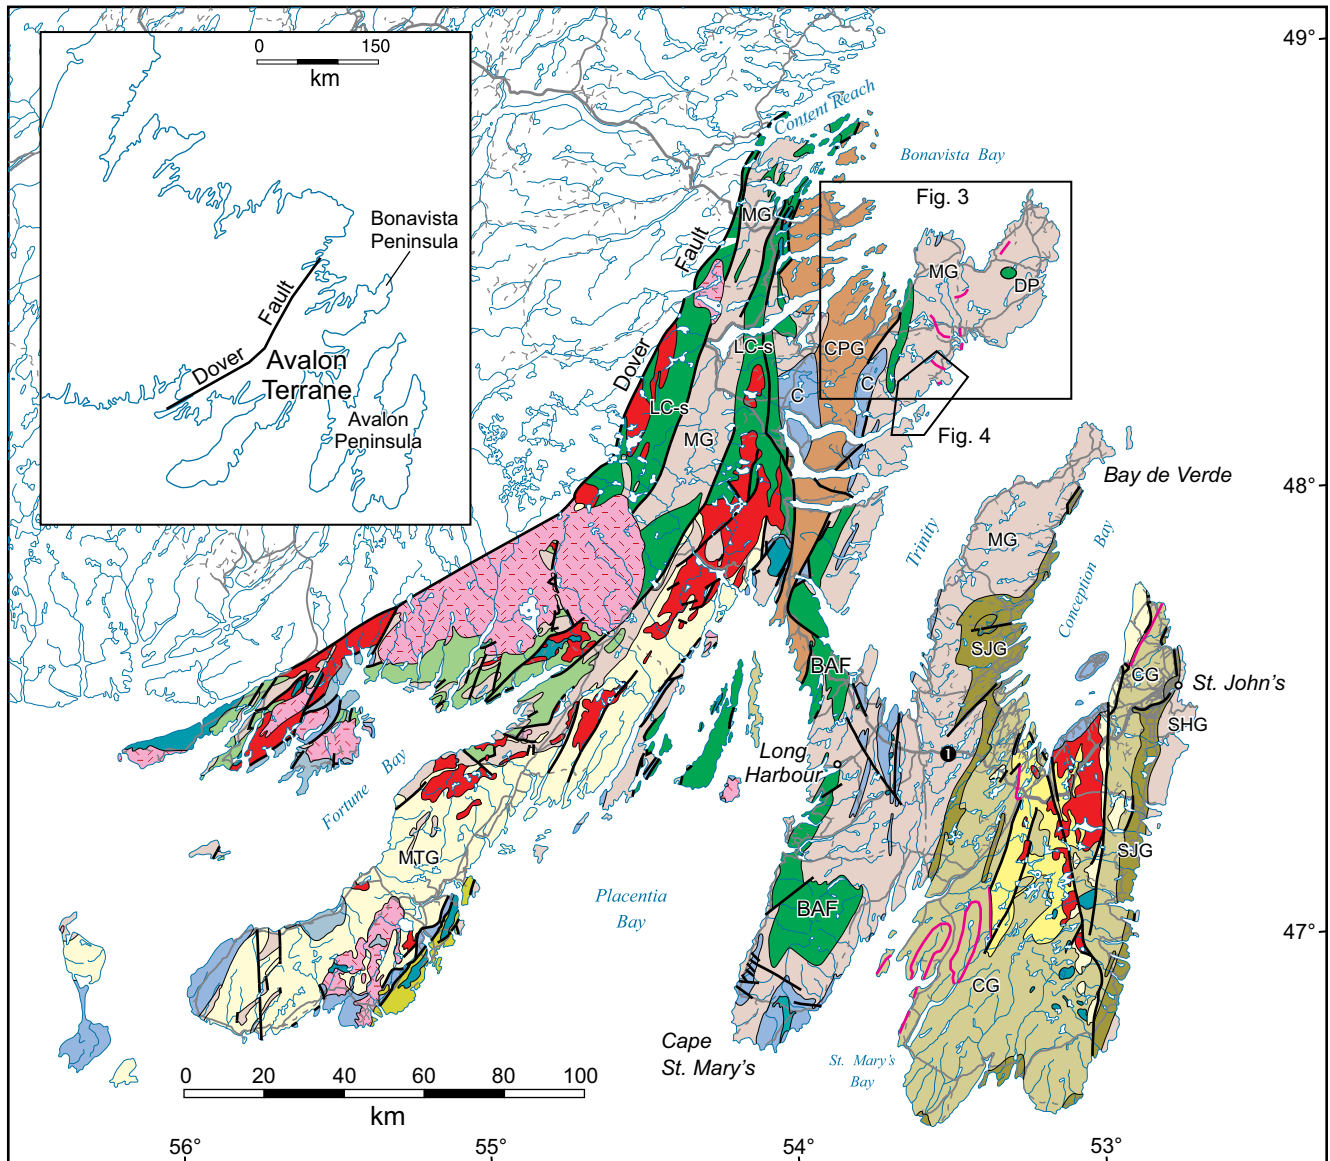 49°
0
150
km
Content Reach
Bonavista Bay
Fig. 3
Bonavista
Peninsula
MG
Fault
MG
DP
Fault
Dover
Avalon
Terrane
LC-s
CPG
Dover
C
C
LC-s
Avalon
Peninsula
MG
Fig. 4
Bay de Verde
48°
Trinity
MG
Conception Bay
SJG
BAF
CG
St. John's
SHG
Long
Harbour
1
Fortune Bay
MTG
SJG
Placentia
Bay
BAF
47°
CG
Cape
St. Mary's
St. Mary's
Bay
0 20 40 60 80 100
km
56° 55° 54° 53°